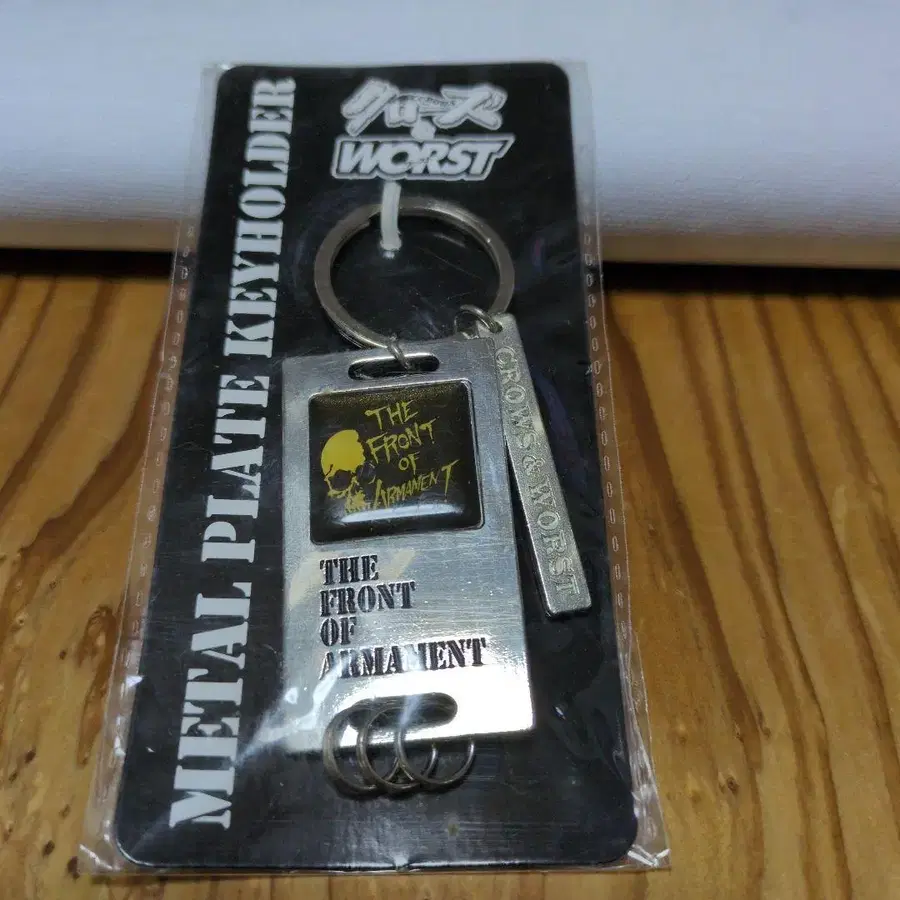 METAL PLATE KEYHOLDER
クローズ
&
WORST
THE
FRONT
OF
ARMAMENT
THE
FRONT
OF
ARMAMENT
CROWS&WORST